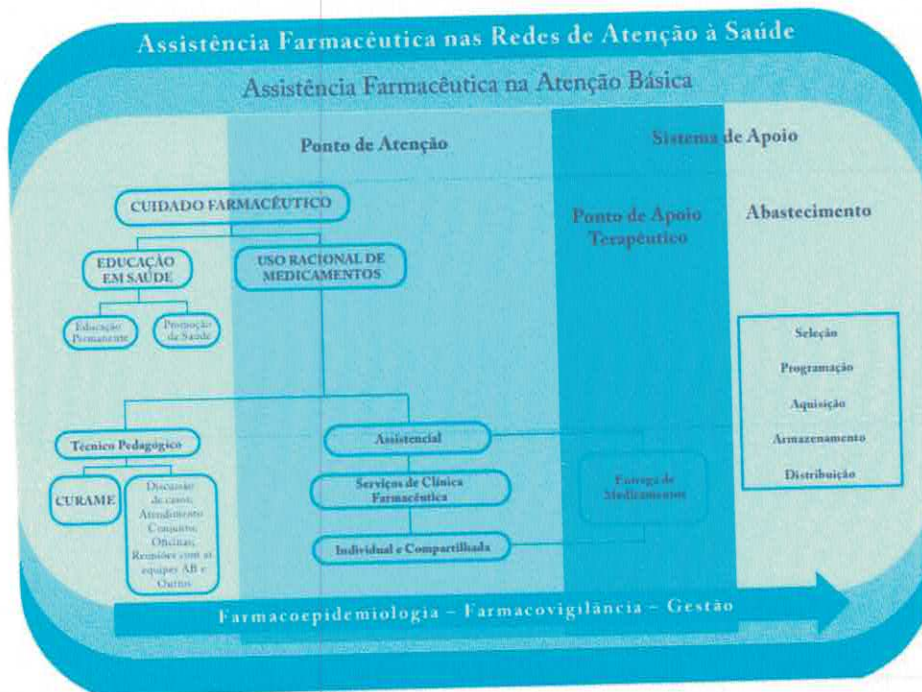 Assistência Farmacêutica nas Redes de Atenção à Saúde
Assistência Farmacêutica na Atenção Básica
Ponto de Atenção
Sistema de Apoio
CUIDADO FARMACÊUTICO
Ponto de Apoio
Terapêutico
Abastecimento
EDUCAÇÃO
EM SAÚDE
USO RACIONAL DE
MEDICAMENTOS
Educação
Permanente
Promoção
da Saúde
Seleção
Programação
Aquisição
Armazenamento
Distribuição
Técnico Pedagógico
Assistencial
CURAME
Discussão
de casos;
Atendimento
Conjunto;
Oficinas;
Reuniões com as
equipes AB e
Outros
Serviços de Clínica
Farmacêutica
Entrega de
Medicamentos
Individual e Compartilhada
Farmacoepidemiologia – Farmacovigilância – Gestão